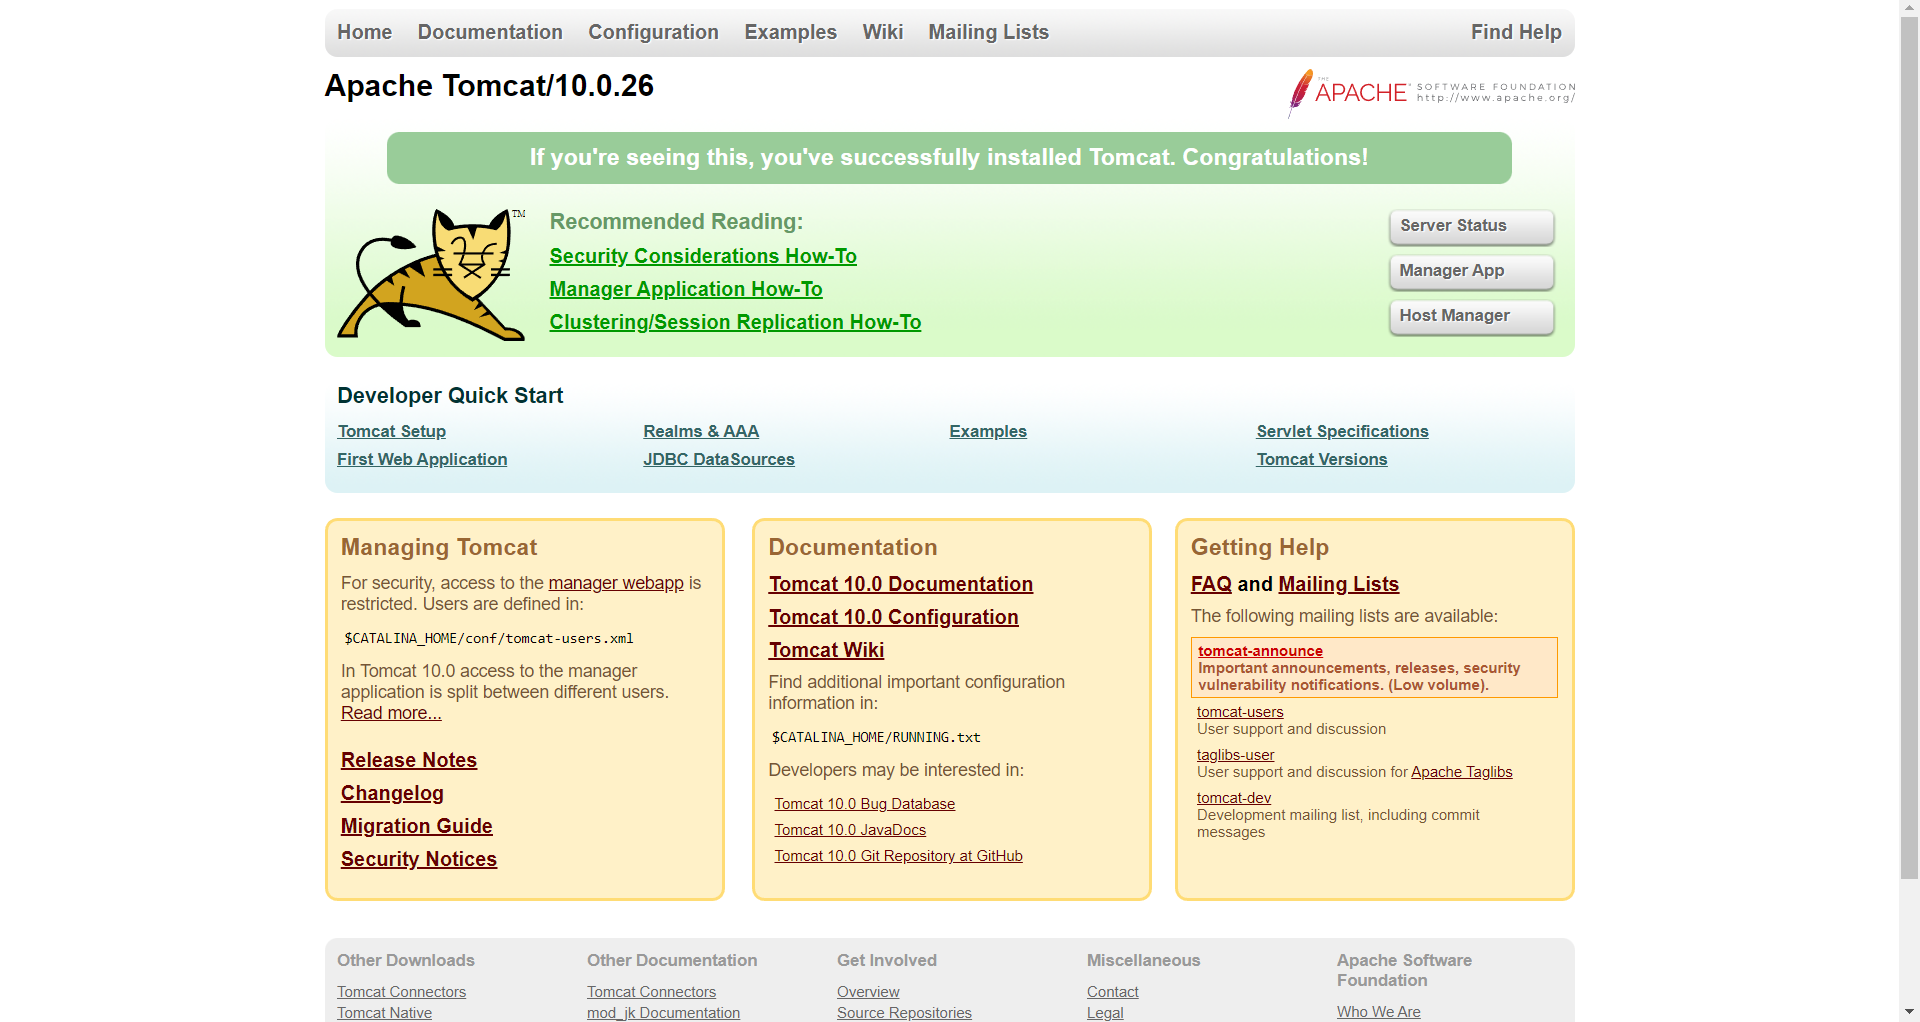 Home Documentation Configuration Examples Wiki Mailing Lists Find Help
Apache Tomcat/10.0.26
THE
APACHE SOFTWARE FOUNDATION
http://www.apache.org/
If you're seeing this, you've successfully installed Tomcat. Congratulations!
TM
Recommended Reading:
Security Considerations How-To
Manager Application How-To
Clustering/Session Replication How-To
Server Status
Manager App
Host Manager
Developer Quick Start
Tomcat Setup
First Web Application
Realms & AAA
JDBC DataSources
Examples
Servlet Specifications
Tomcat Versions
Managing Tomcat
For security, access to the manager webapp is
restricted. Users are defined in:
$CATALINA_HOME/conf/tomcat-users.xml
In Tomcat 10.0 access to the manager
application is split between different users.
Read more...
Release Notes
Changelog
Migration Guide
Security Notices
Documentation
Tomcat 10.0 Documentation
Tomcat 10.0 Configuration
Tomcat Wiki
Find additional important configuration
information in:
$CATALINA_HOME/RUNNING.txt
Developers may be interested in:
Tomcat 10.0 Bug Database
Tomcat 10.0 JavaDocs
Tomcat 10.0 Git Repository at GitHub
Getting Help
FAQ and Mailing Lists
The following mailing lists are available:
tomcat-announce
Important announcements, releases, security
vulnerability notifications. (Low volume).
tomcat-users
User support and discussion
taglibs-user
User support and discussion for Apache Taglibs
tomcat-dev
Development mailing list, including commit
messages
Other Downloads
Tomcat Connectors
Tomcat Native
Other Documentation
Tomcat Connectors
mod_jk Documentation
Get Involved
Overview
Source Repositories
Miscellaneous
Contact
Legal
Apache Software
Foundation
Who We Are